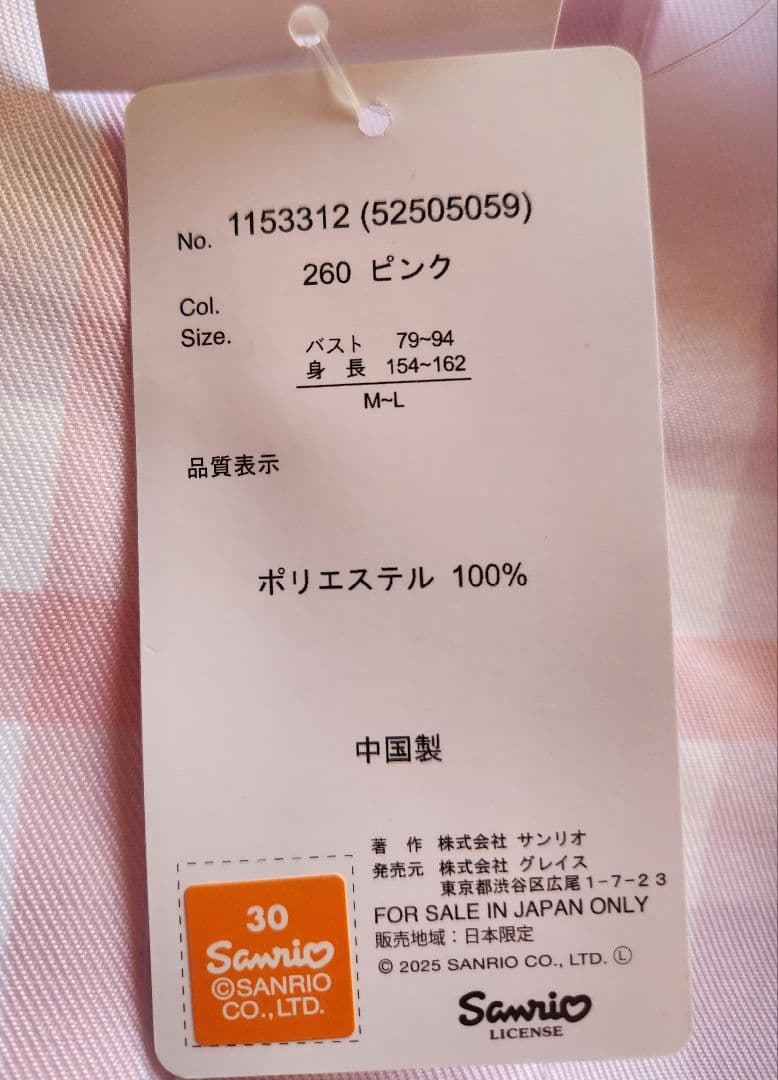 No. 1153312 (52505059)
260 ピンク
Col.
Size.
バスト 79~94
身 長 154~162
M~L
品質表示
ポリエステル 100%
中国製
著 作 株式会社 サンリオ
発売元 株式会社 グレイス
東京都渋谷区広尾1-7-23
FOR SALE IN JAPAN ONLY
販売地域：日本限定
© 2025 SANRIO CO., LTD. Ⓛ
Sanrio
LICENSE
30
Sanrio
©SANRIO
CO.,LTD.